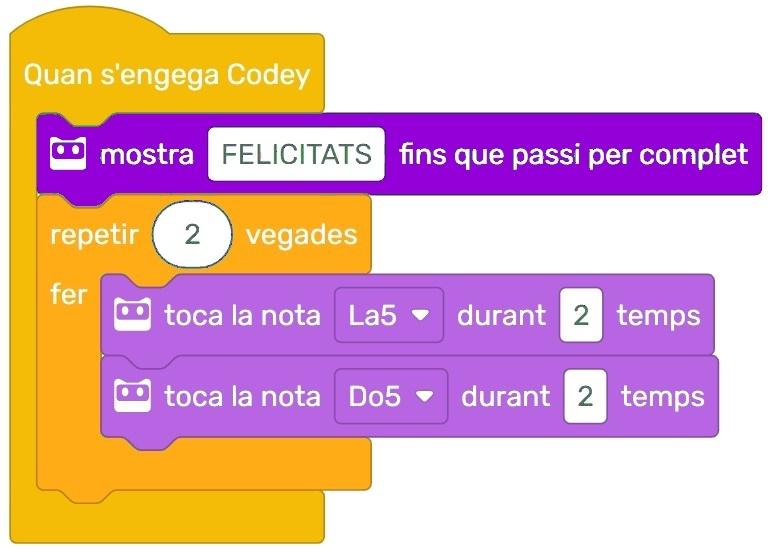 Quan s'engega Codey
mostra FELICITATS fins que passi per complet
repetir 2 vegades
fer
toca la nota La5 durant 2 temps
toca la nota Do5 durant 2 temps